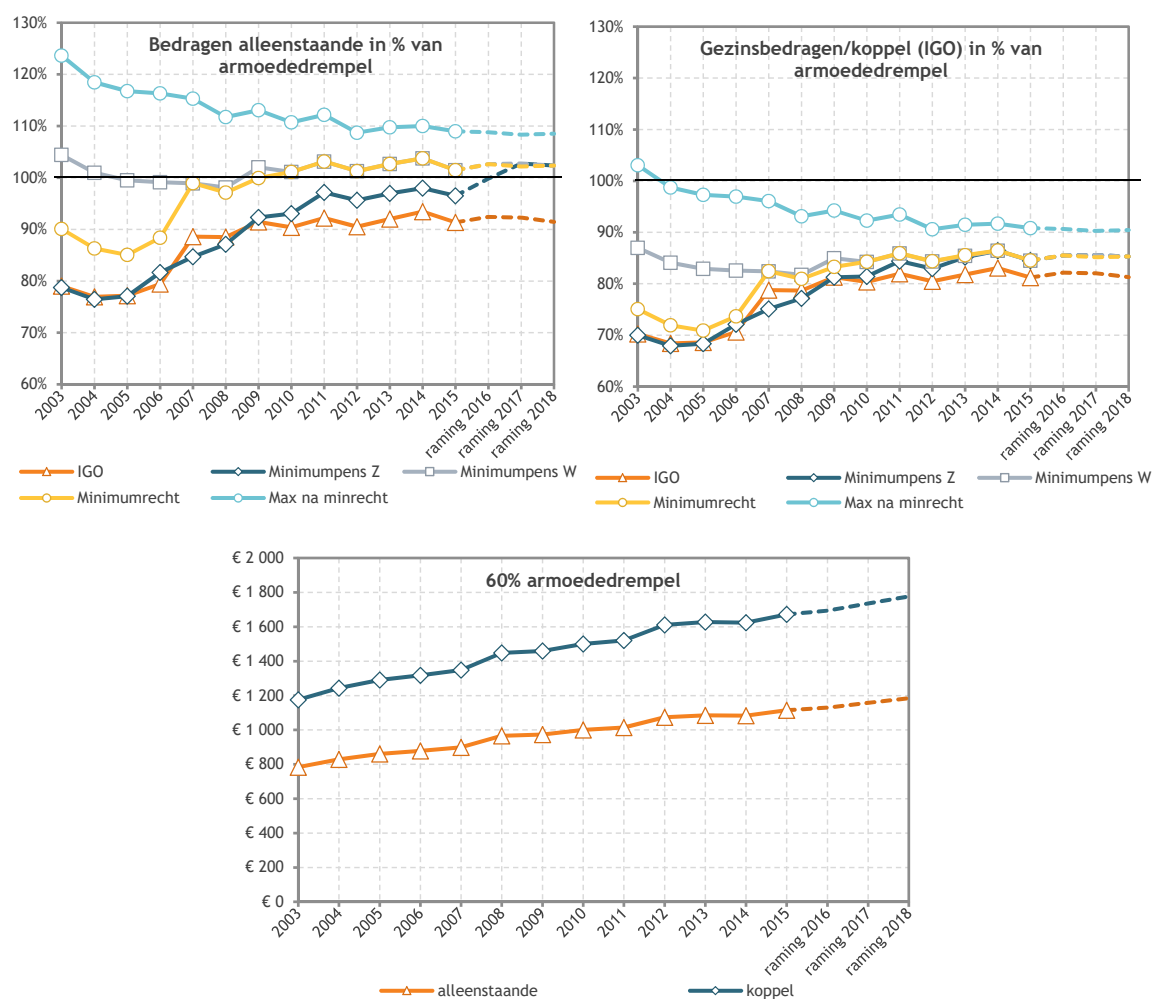 Bedragen alleenstaande in % van
armoededrempel
130%
120%
110%
100%
90%
80%
70%
60%
2003
2004
2005
2006
2007
2008
2009
2010
2011
2012
2013
2014
2015
raming 2016
raming 2017
raming 2018
IGO
Minimumpens Z
Minimumpens W
Minimumrecht
Max na minrecht
Gezinsbedragen/koppel (IGO) in % van
armoededrempel
130%
120%
110%
100%
90%
80%
70%
60%
2003
2004
2005
2006
2007
2008
2009
2010
2011
2012
2013
2014
2015
raming 2016
raming 2017
raming 2018
IGO
Minimumpens Z
Minimumpens W
Minimumrecht
Max na minrecht
60% armoededrempel
€ 2 000
€ 1 800
€ 1 600
€ 1 400
€ 1 200
€ 1 000
€ 800
€ 600
€ 400
€ 200
€ 0
2003
2004
2005
2006
2007
2008
2009
2010
2011
2012
2013
2014
2015
raming 2016
raming 2017
raming 2018
alleenstaande
koppel